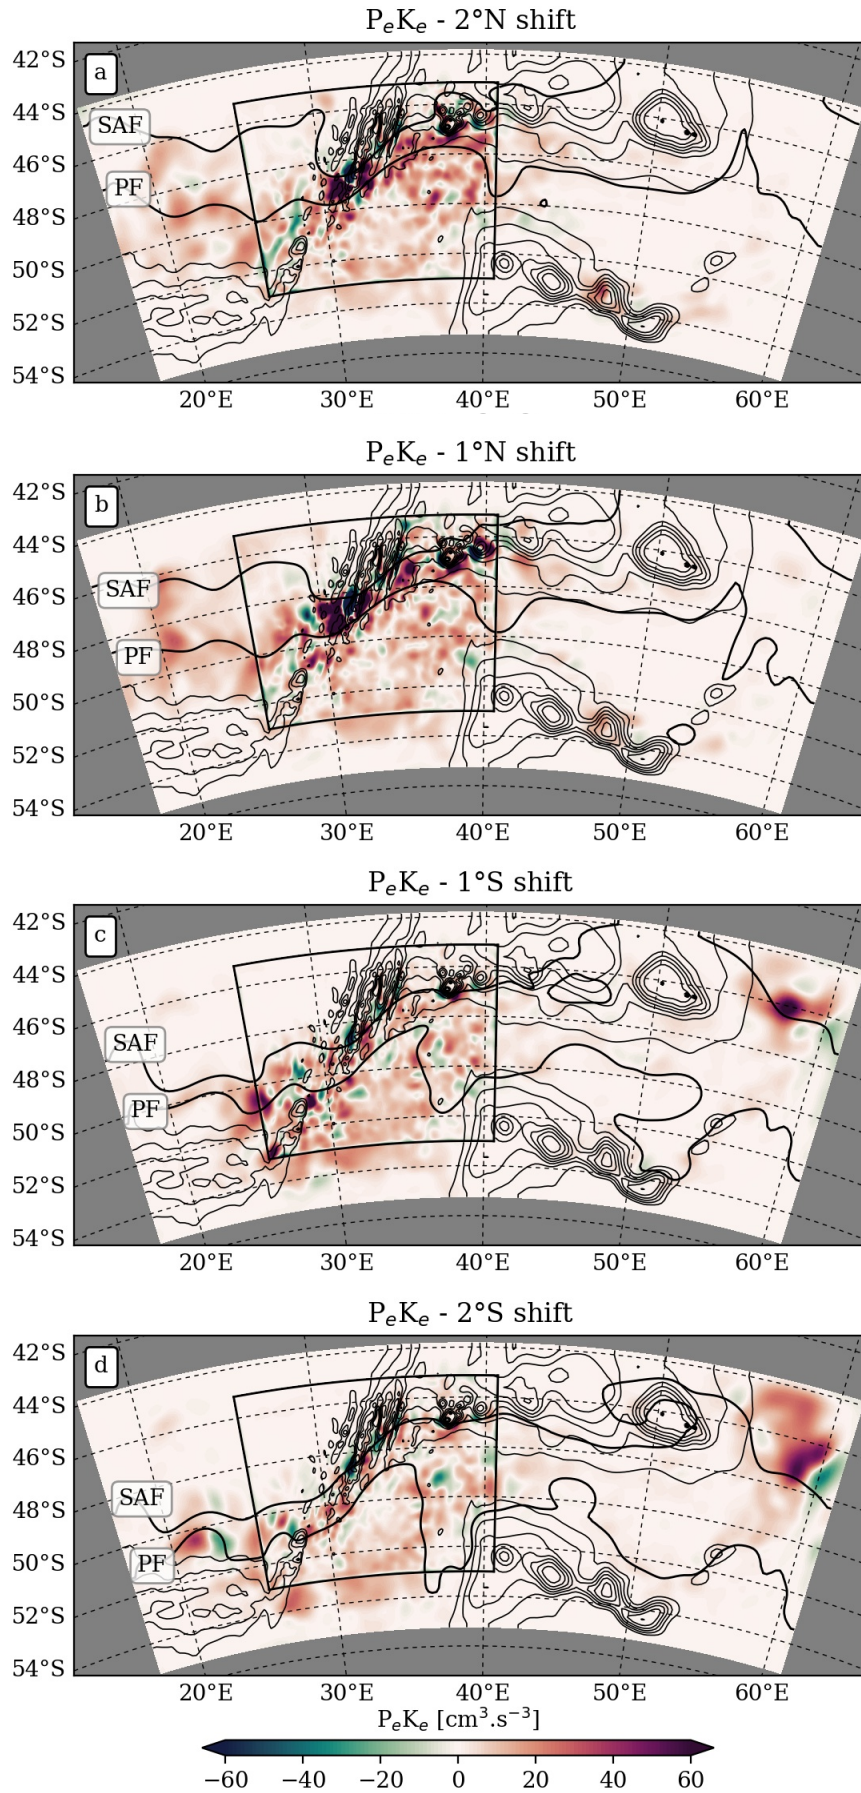 PₑKₑ - 2°N shift
a
42°S
44°S
46°S
48°S
50°S
52°S
54°S
SAF
PF
20°E 30°E 40°E 50°E 60°E
PₑKₑ - 1°N shift
b
42°S
44°S
46°S
48°S
50°S
52°S
54°S
SAF
PF
20°E 30°E 40°E 50°E 60°E
PₑKₑ - 1°S shift
c
42°S
44°S
46°S
48°S
50°S
52°S
54°S
SAF
PF
20°E 30°E 40°E 50°E 60°E
PₑKₑ - 2°S shift
d
42°S
44°S
46°S
48°S
50°S
52°S
54°S
SAF
PF
20°E 30°E 40°E 50°E 60°E
PₑKₑ [cm³.s⁻³]
−60 −40 −20 0 20 40 60